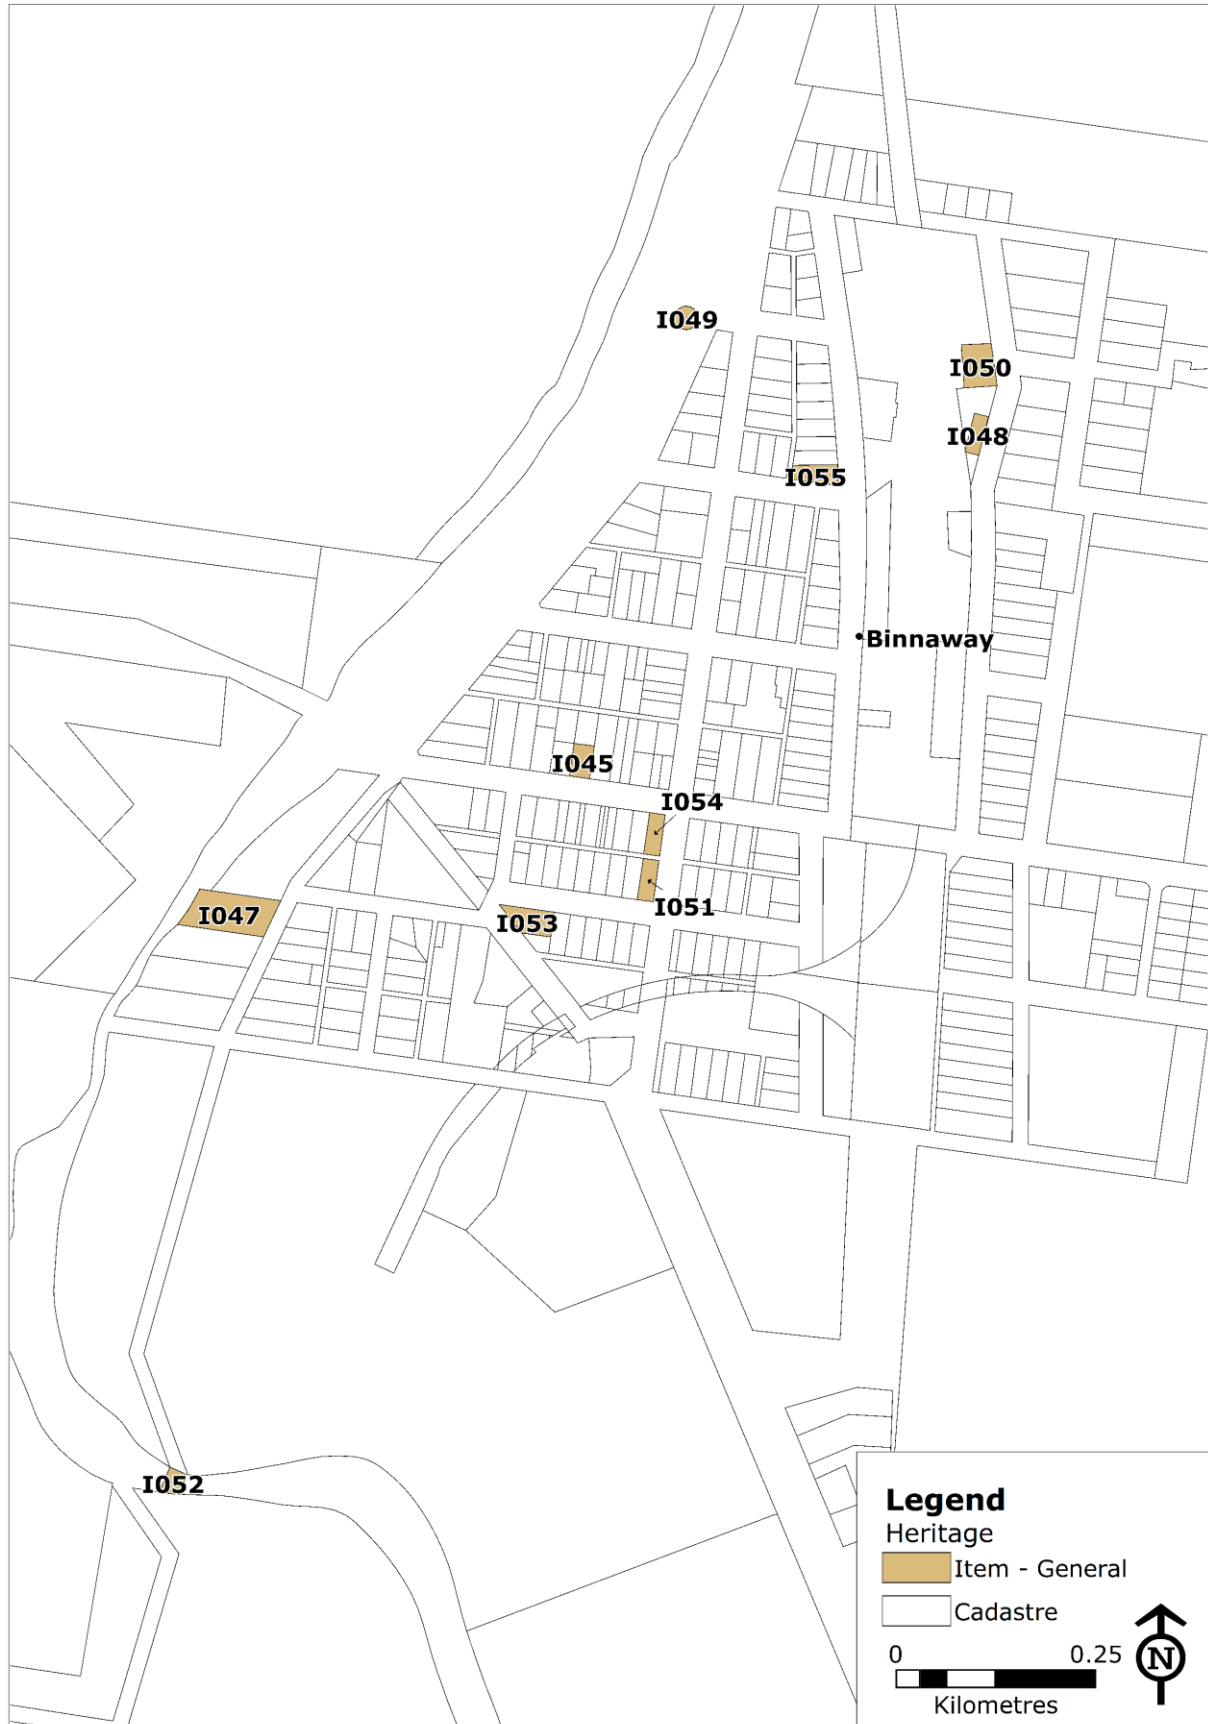 I049
I050
I048
I055
Binnaway
I045
I054
I051
I047
I053
I052
Legend
Heritage
Item - General
Cadastre
0 0.25
Kilometres
N